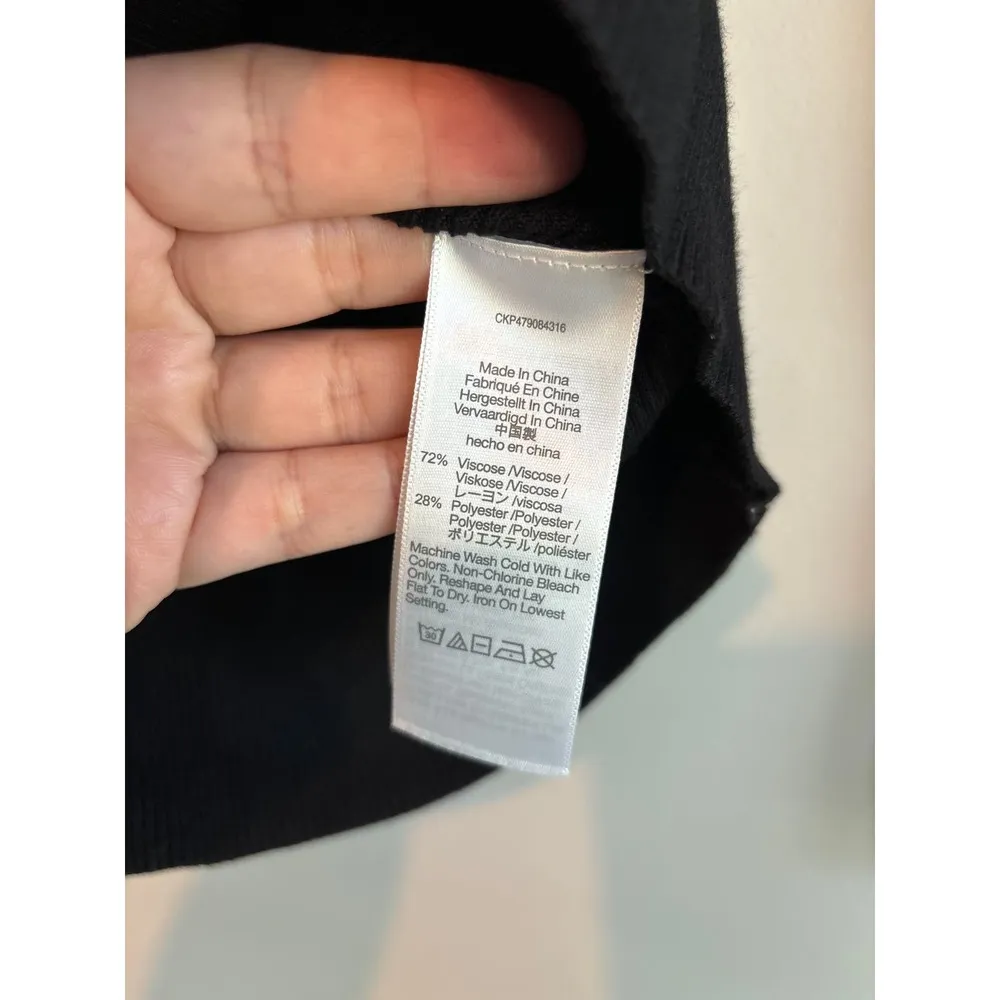 CKP479084316
Made In China
Fabriqué En Chine
Hergestellt In China
Vervaardigd In China
中国製
hecho en china
72% Viscose /Viscose /
Viskose /Viscose /
レーヨン /viscosa
28% Polyester /Polyester /
Polyester /Polyester /
ポリエステル /poliéster
Machine Wash Cold With Like
Colors. Non-Chlorine Bleach
Only. Reshape And Lay
Flat To Dry. Iron On Lowest
Setting.
30